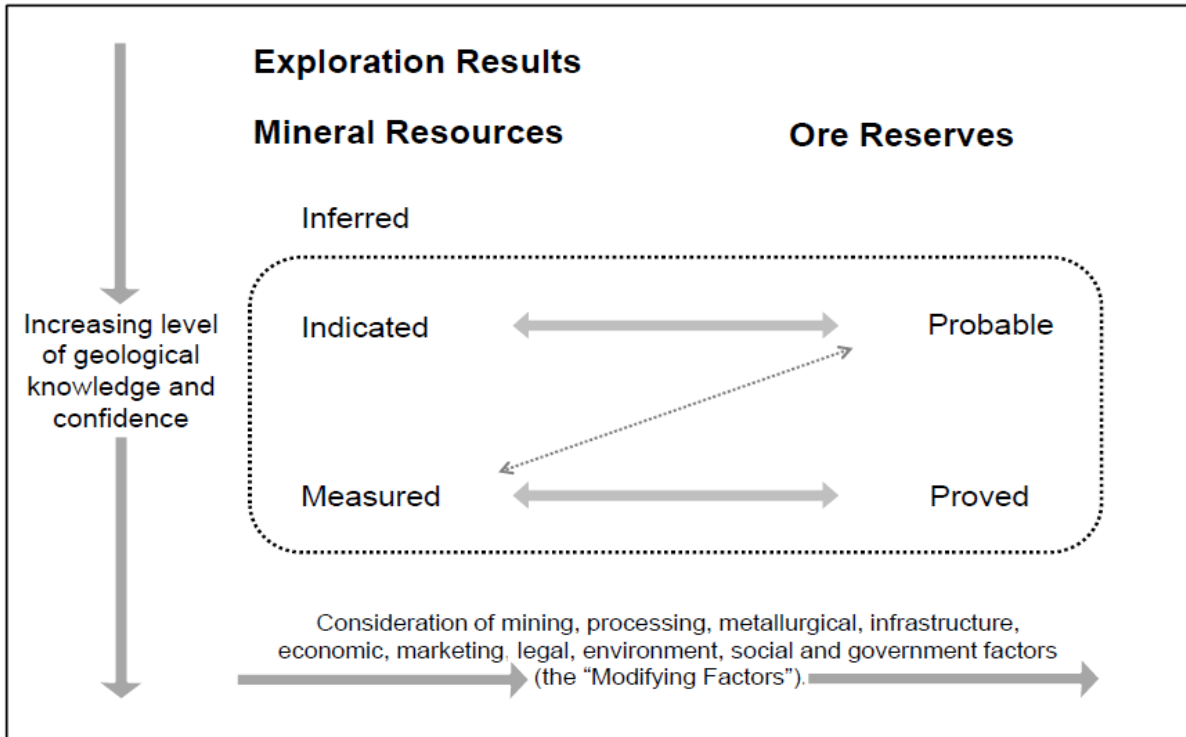 Exploration Results
Mineral Resources
Ore Reserves
Inferred
Increasing level
of geological
knowledge and
confidence
Indicated
Probable
Measured
Proved
Consideration of mining, processing, metallurgical, infrastructure,
economic, marketing, legal, environment, social and government factors
(the “Modifying Factors”).